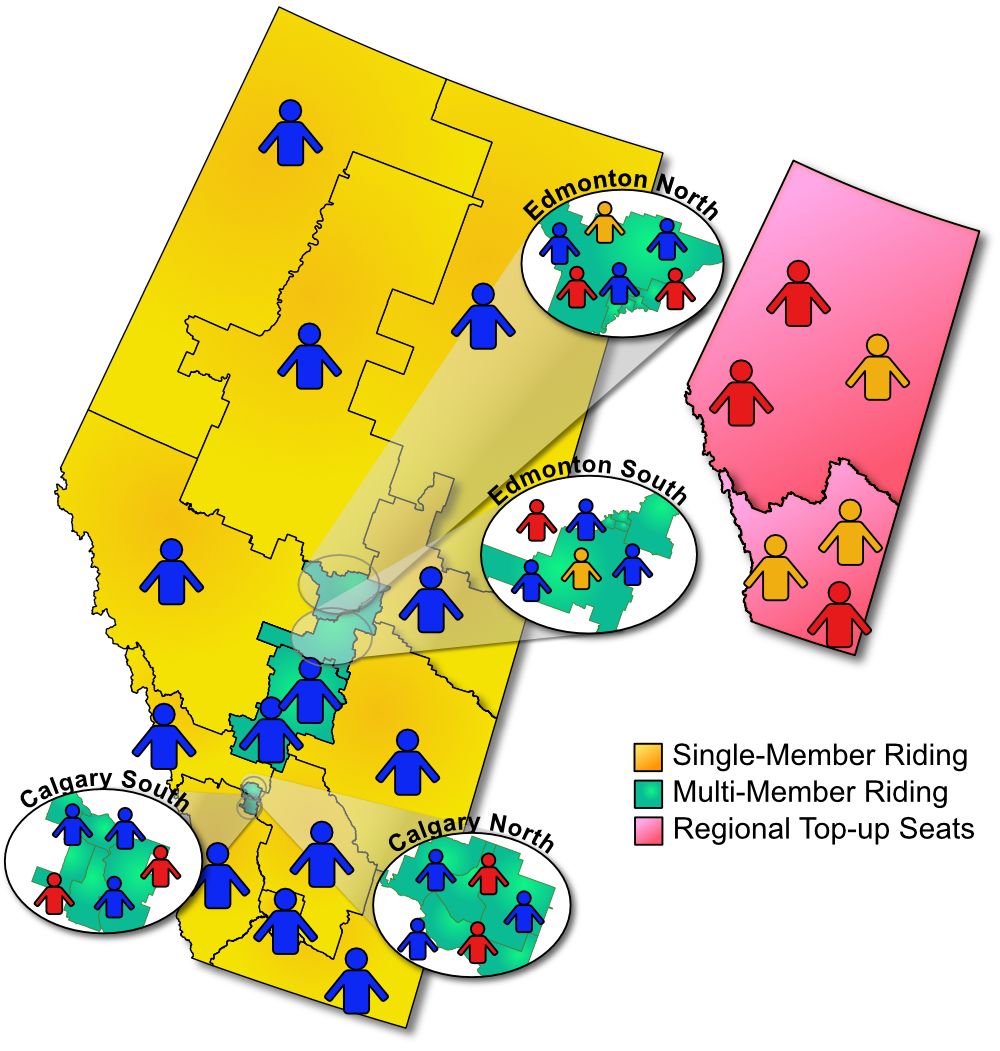 Edmonton North
Edmonton South
Single-Member Riding
Multi-Member Riding
Regional Top-up Seats
Calgary South
Calgary North